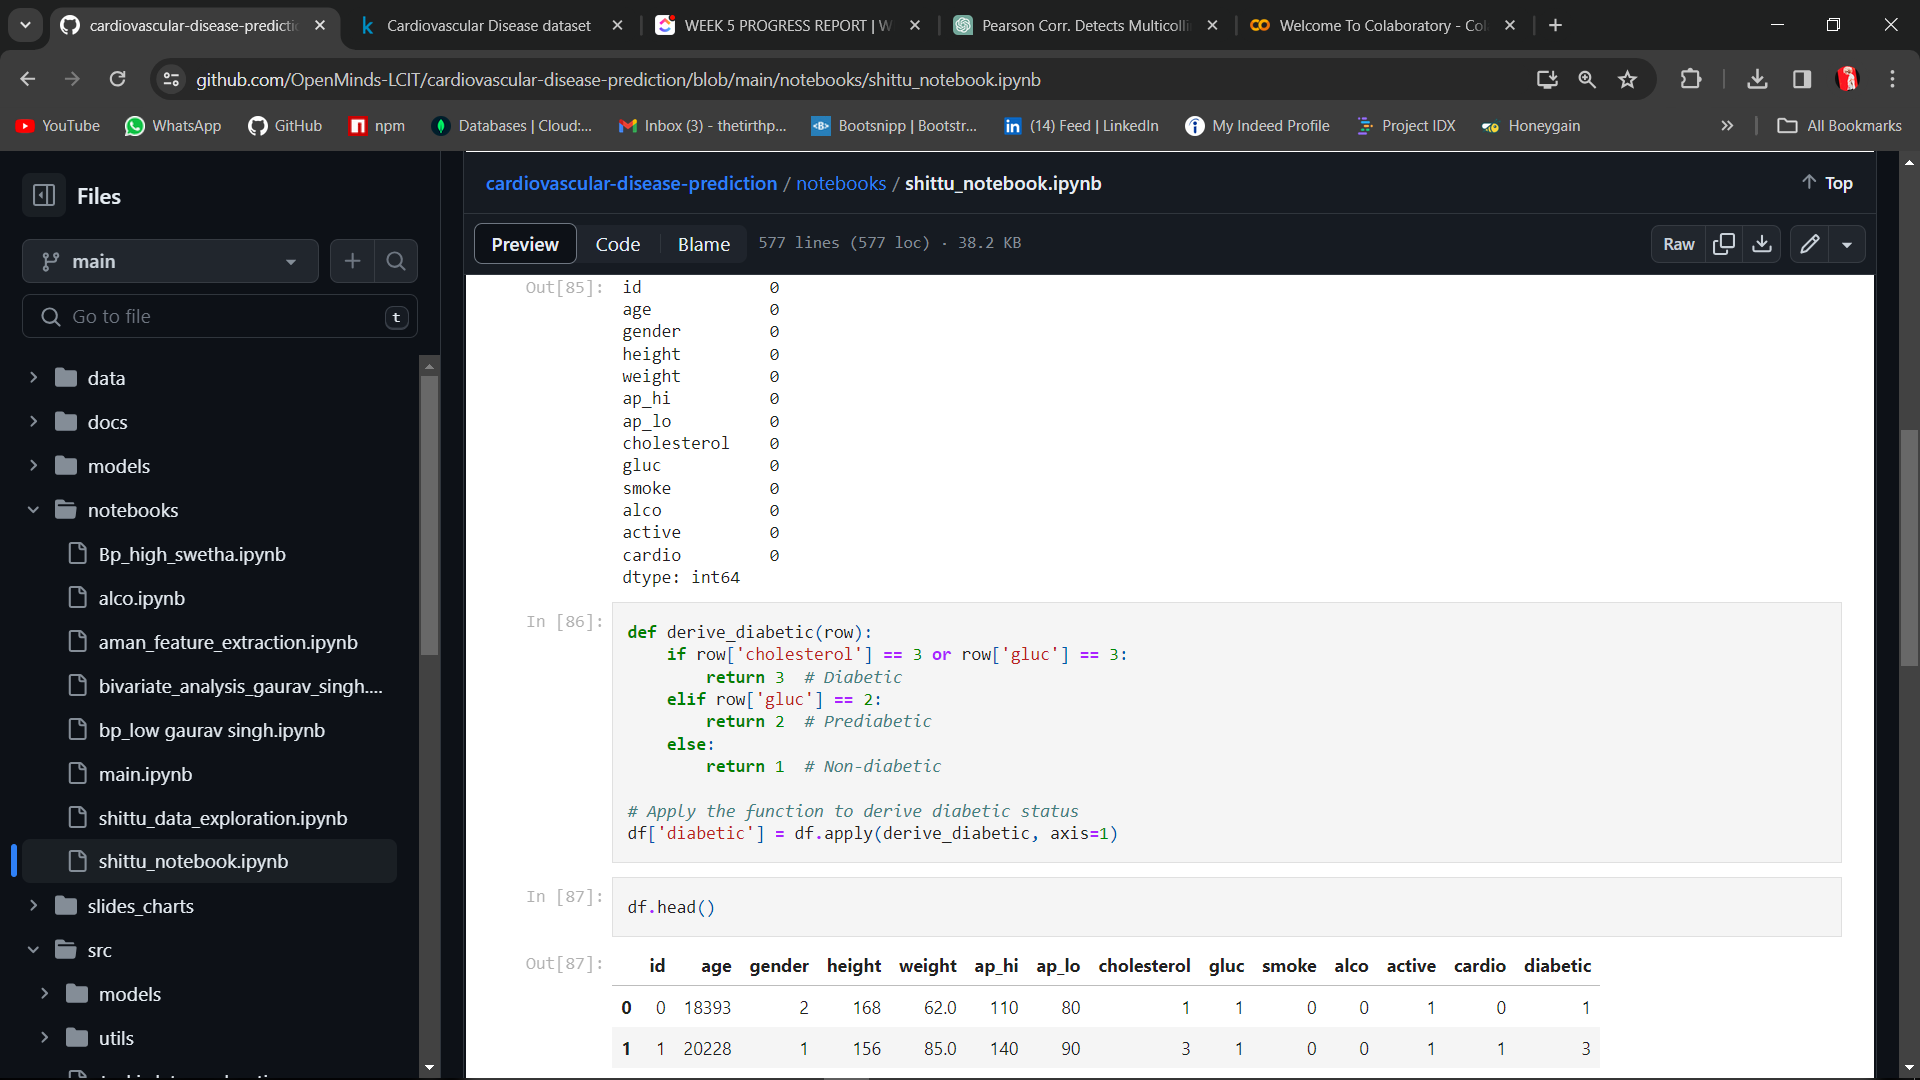 cardiovascular-disease-predicti
Cardiovascular Disease dataset
WEEK 5 PROGRESS REPORT | W
Pearson Corr. Detects Multicolli
Welcome To Colaboratory - Col
github.com/OpenMinds-LCIT/cardiovascular-disease-prediction/blob/main/notebooks/shittu_notebook.ipynb
YouTube WhatsApp GitHub npm Databases | Cloud:... Inbox (3) - thetirthp... Bootsnipp | Bootstr... (14) Feed | LinkedIn My Indeed Profile Project IDX Honeygain » All Bookmarks
Files
main
Go to file t
data
docs
models
notebooks
Bp_high_swetha.ipynb
alco.ipynb
aman_feature_extraction.ipynb
bivariate_analysis_gaurav_singh....
bp_low gaurav singh.ipynb
main.ipynb
shittu_data_exploration.ipynb
shittu_notebook.ipynb
slides_charts
src
models
utils
cardiovascular-disease-prediction / notebooks / shittu_notebook.ipynb
Top
Preview Code Blame 577 lines (577 loc) · 38.2 KB Raw
Out[85]: id 0
age 0
gender 0
height 0
weight 0
ap_hi 0
ap_lo 0
cholesterol 0
gluc 0
smoke 0
alco 0
active 0
cardio 0
dtype: int64
In [86]:
def derive_diabetic(row):
if row['cholesterol'] == 3 or row['gluc'] == 3:
return 3 # Diabetic
elif row['gluc'] == 2:
return 2 # Prediabetic
else:
return 1 # Non-diabetic
# Apply the function to derive diabetic status
df['diabetic'] = df.apply(derive_diabetic, axis=1)
In [87]:
df.head()
Out[87]:
id age gender height weight ap_hi ap_lo cholesterol gluc smoke alco active cardio diabetic
0 0 18393 2 168 62.0 110 80 1 1 0 0 1 0 1
1 1 20228 1 156 85.0 140 90 3 1 0 0 1 1 3